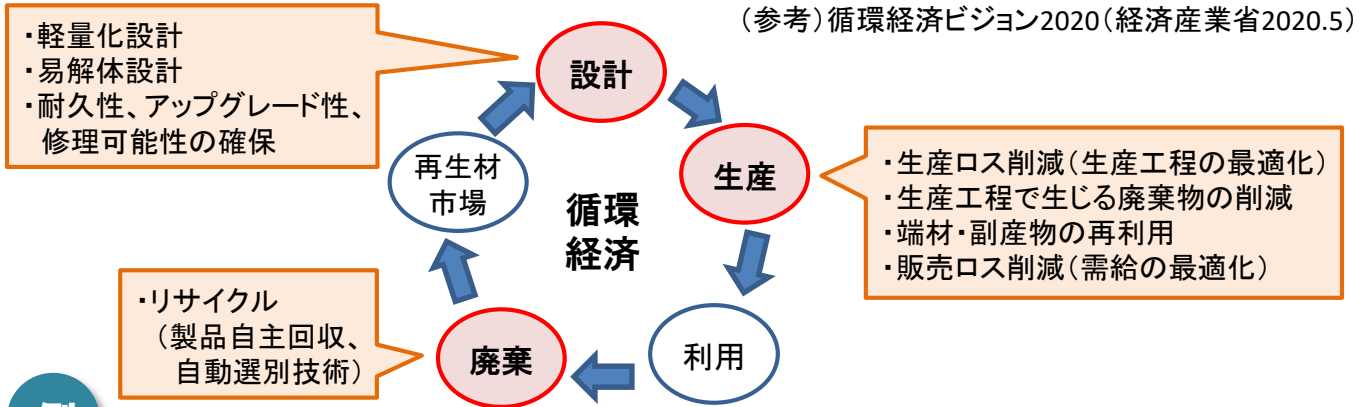 (参考)循環経済ビジョン2020(経済産業省2020.5)
・軽量化設計
・易解体設計
・耐久性、アップグレード性、
修理可能性の確保
設計
生産
・生産ロス削減(生産工程の最適化)
・生産工程で生じる廃棄物の削減
・端材・副産物の再利用
・販売ロス削減(需給の最適化)
再生材
市場
循環
経済
・リサイクル
(製品自主回収、
自動選別技術)
廃棄
利用